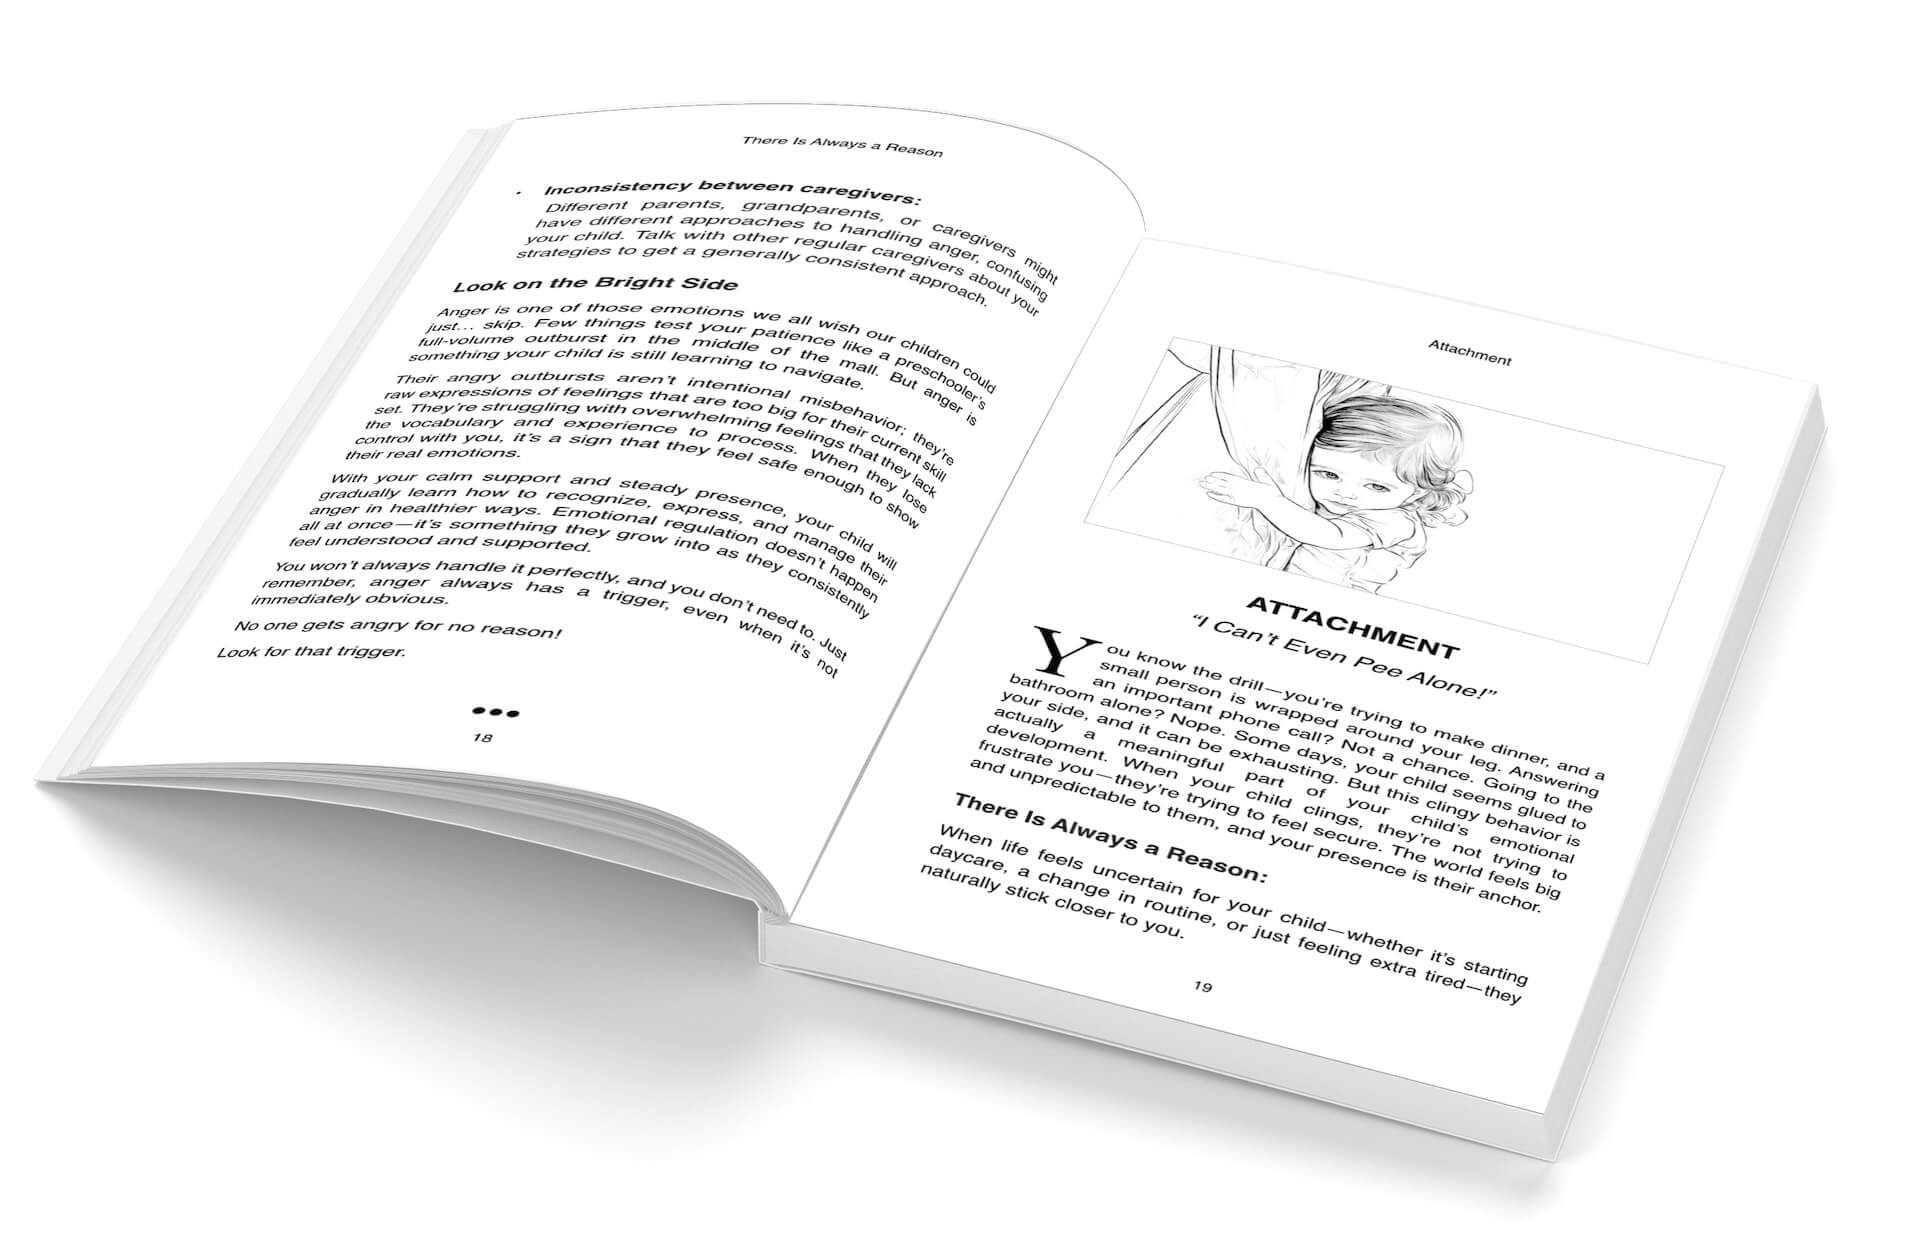 There Is Always a Reason
• Inconsistency between caregivers:
Different parents, grandparents, or caregivers might
have different approaches to handling anger, confusing
your child. Talk with other regular caregivers about your
strategies to get a generally consistent approach.
Look on the Bright Side
Anger is one of those emotions we all wish our children could
just... skip. Few things test your patience like a preschooler’s
full-volume outburst in the middle of the mall. But anger is
something your child is still learning to navigate.
Their angry outbursts aren’t intentional misbehavior; they’re
raw expressions of feelings that are too big for their current skill
set. They’re struggling with overwhelming feelings that they lack
the vocabulary and experience to process. When they lose
control with you, it’s a sign that they feel safe enough to show
their real emotions.
With your calm support and steady presence, your child will
gradually learn how to recognize, express, and manage their
anger in healthier ways. Emotional regulation doesn’t happen
all at once—it’s something they grow into as they consistently
feel understood and supported.
You won’t always handle it perfectly, and you don’t need to. Just
remember, anger always has a trigger, even when it’s not
immediately obvious.
No one gets angry for no reason!
Look for that trigger.
•••
18
Attachment
ATTACHMENT
“I Can’t Even Pee Alone!”
You know the drill—you’re trying to make dinner, and a
small person is wrapped around your leg. Answering
an important phone call? Not a chance. Going to the
bathroom alone? Nope. Some days, your child seems glued to
your side, and it can be exhausting. But this clingy behavior is
actually a meaningful part of your child’s emotional
development. When your child clings, they’re not trying to
frustrate you—they’re trying to feel secure. The world feels big
and unpredictable to them, and your presence is their anchor.
There Is Always a Reason:
When life feels uncertain for your child—whether it’s starting
daycare, a change in routine, or just feeling extra tired—they
naturally stick closer to you.
19